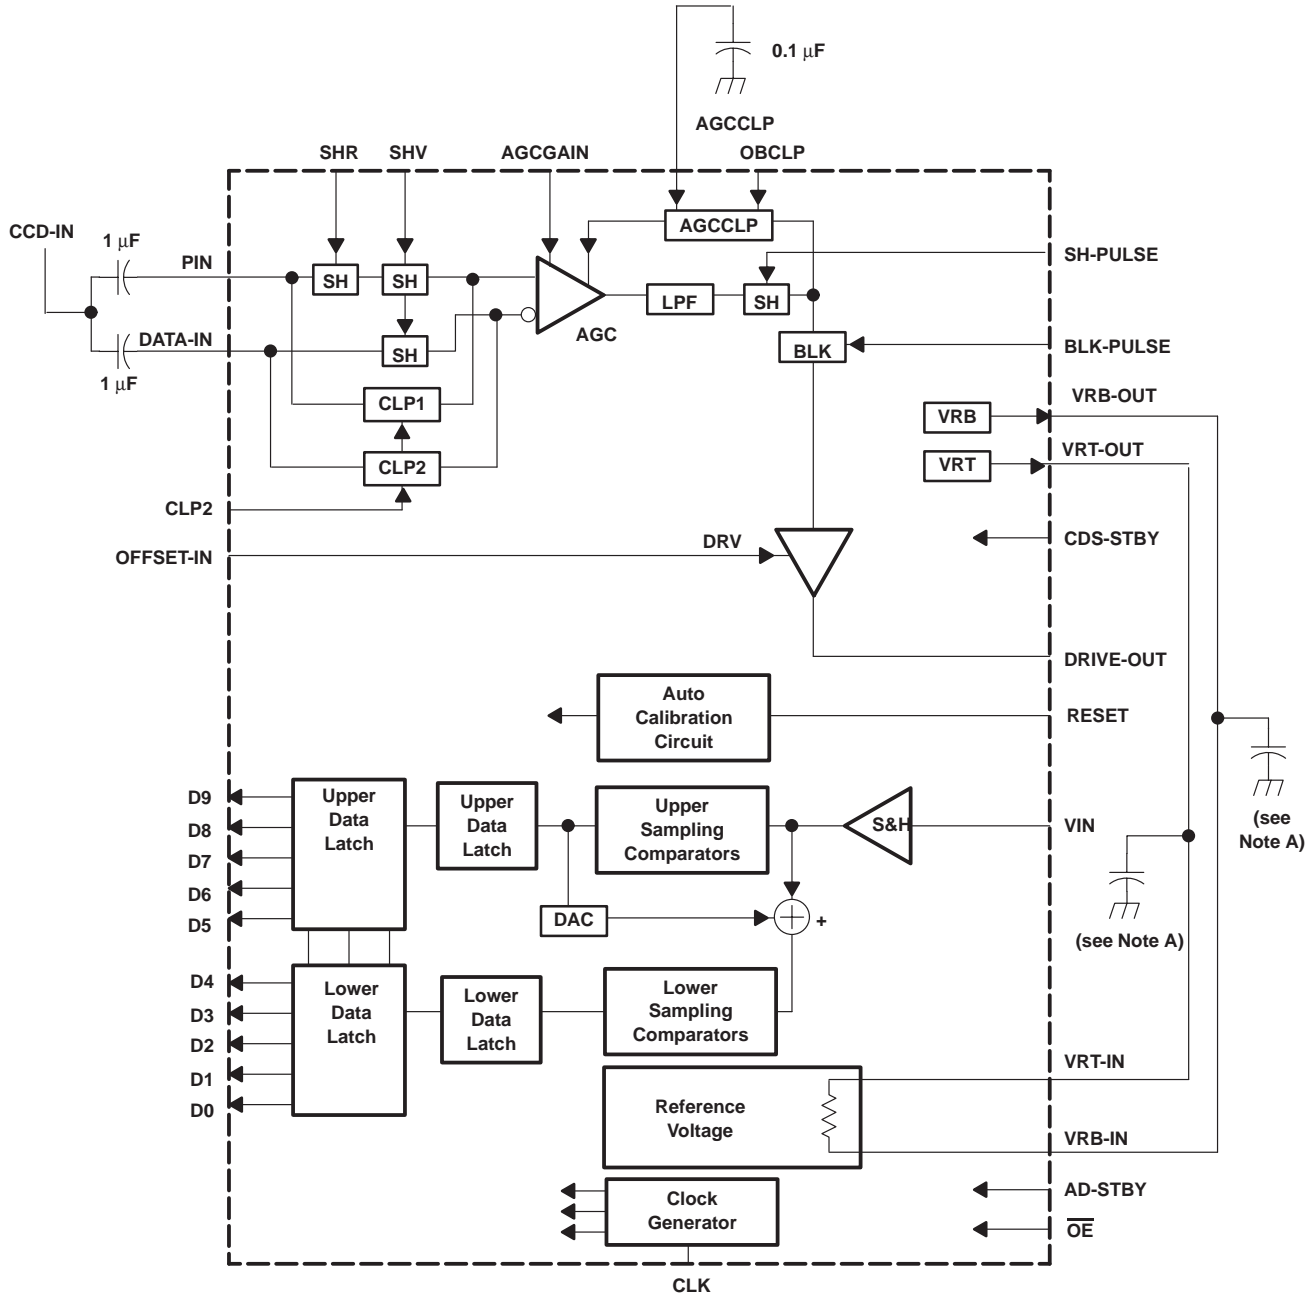 0.1 μF
AGCCLP
SHR
SHV
AGCGAIN
OBCLP
CCD-IN
1 μF
PIN
AGCCLP
SH-PULSE
SH
SH
LPF
SH
AGC
DATA-IN
1 μF
SH
BLK
BLK-PULSE
CLP1
VRB
VRB-OUT
CLP2
VRT
VRT-OUT
CLP2
OFFSET-IN
DRV
CDS-STBY
DRIVE-OUT
Auto
Calibration
Circuit
RESET
D9
D8
D7
D6
D5
Upper
Data
Latch
Upper
Data
Latch
Upper
Sampling
Comparators
S&H
VIN
(see
Note A)
DAC
+
(see Note A)
D4
D3
D2
D1
D0
Lower
Data
Latch
Lower
Data
Latch
Lower
Sampling
Comparators
VRT-IN
Reference
Voltage
VRB-IN
AD-STBY
Clock
Generator
OE
CLK